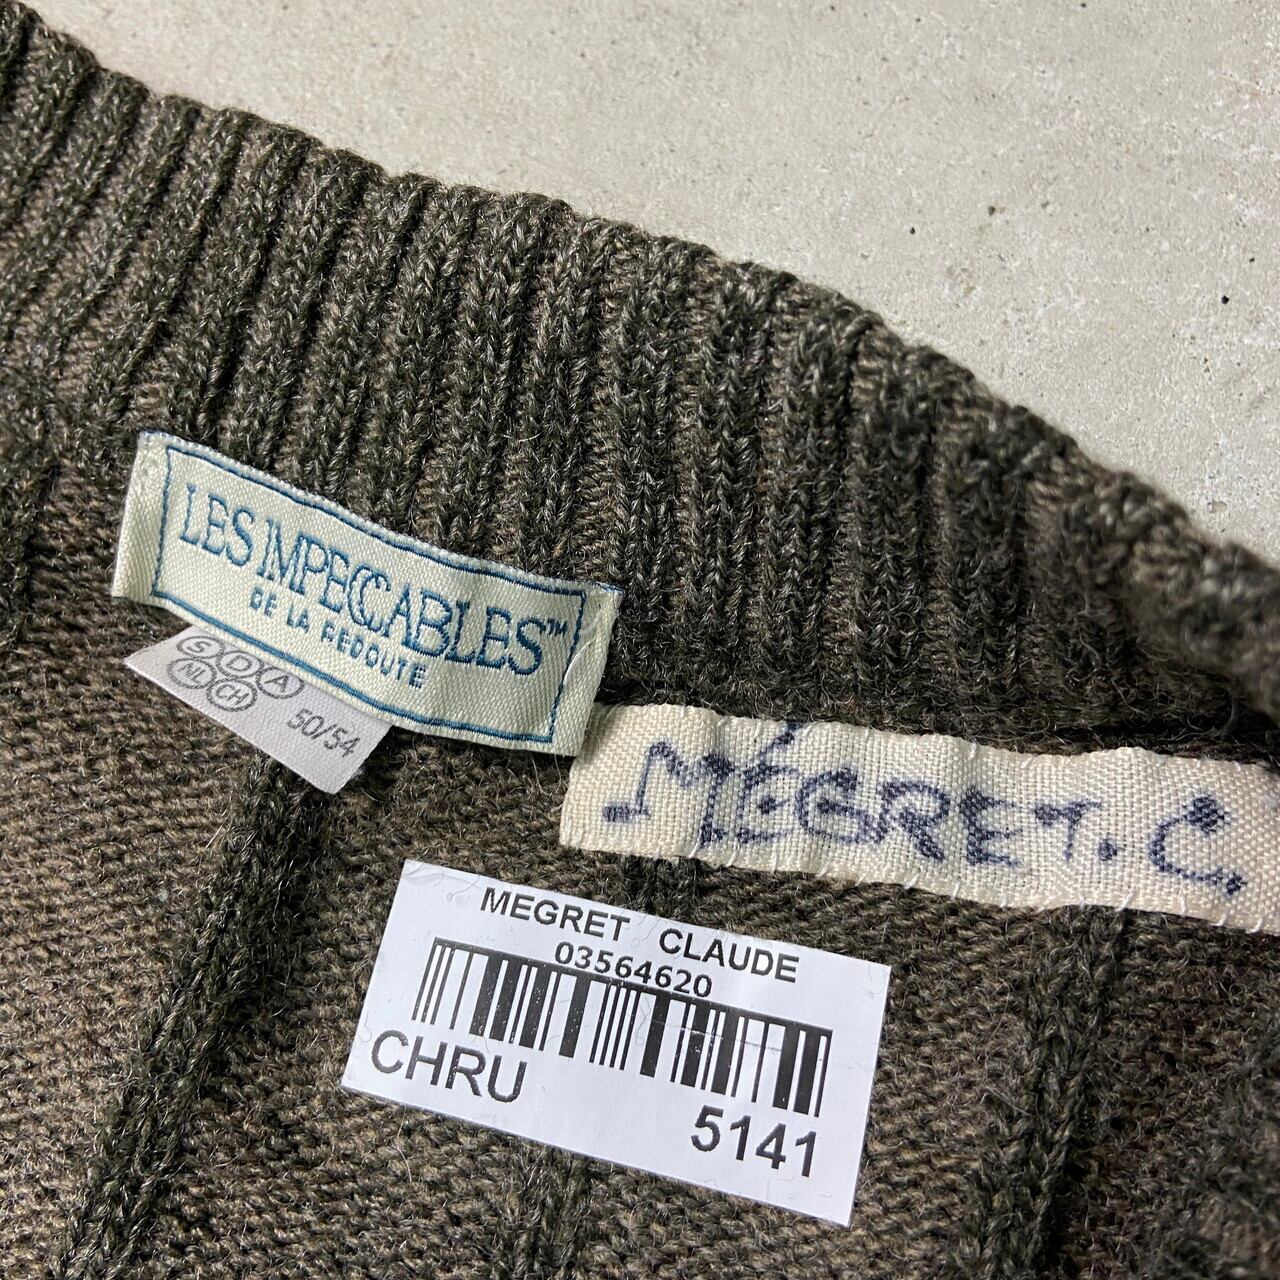 LES IMPECCABLES™
DE LA REDOUTE
S D A
NL CH
50/54
MÉGRET. C.
MEGRET CLAUDE
03564620
CHRU
5141